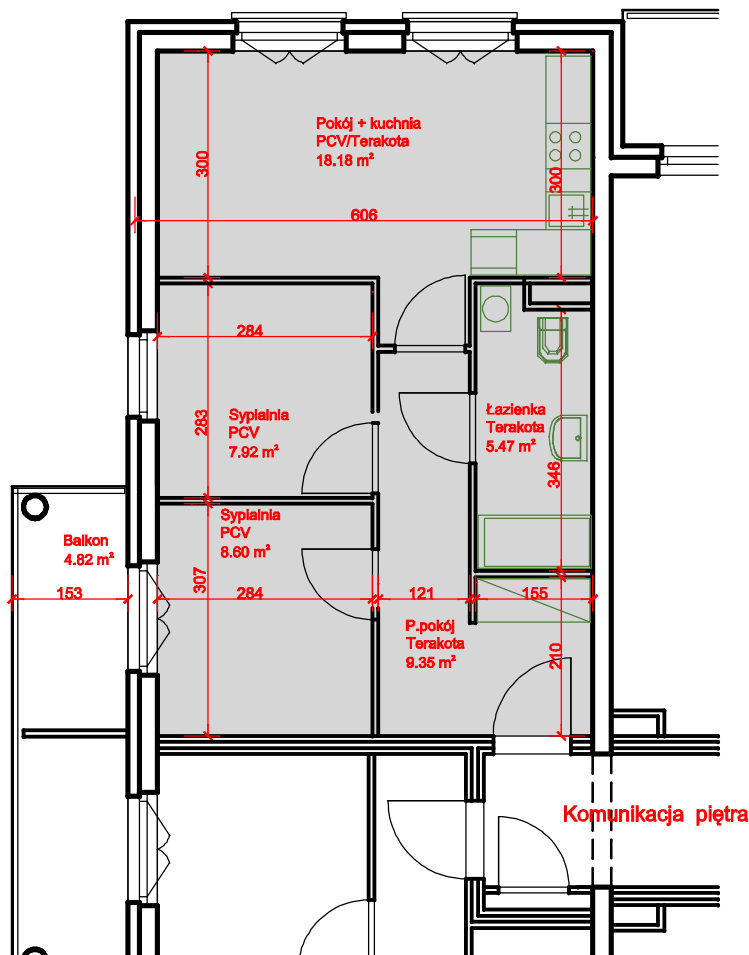 Pokój + kuchnia
PCV/Terakota
18.18 m²
300
300
606
284
283
Sypialnia
PCV
7.92 m²
Łazienka
Terakota
5.47 m²
346
Sypialnia
PCV
8.60 m²
Balkon
4.82 m²
307
153
284
121
155
P.pokój
Terakota
9.35 m²
210
Komunikacja piętra